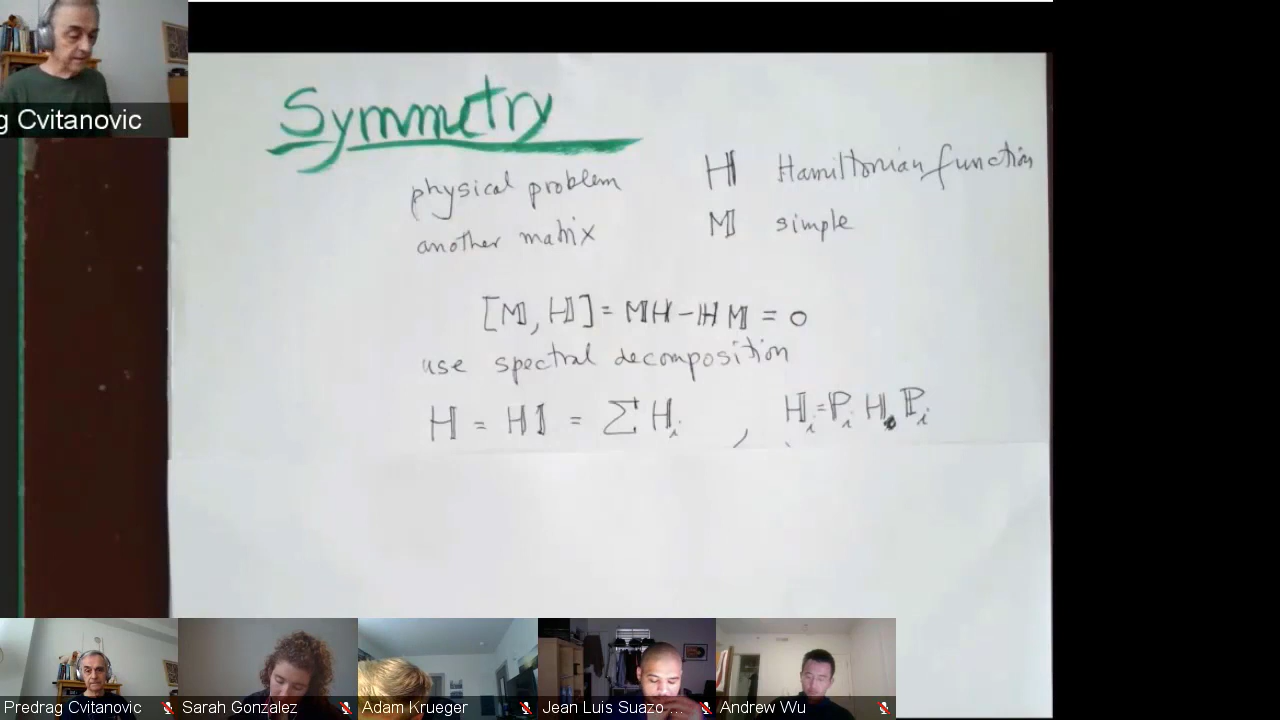 g Cvitanovic
Symmetry
physical problem H Hamiltonian function
another matrix M simple
[M, H] = MH - HM = 0
use spectral decomposition
H = H1 = Σ Hᵢ , Hᵢ = Pᵢ H Pᵢ
Predrag Cvitanovic
Sarah Gonzalez
Adam Krueger
Jean Luis Suazo ...
Andrew Wu